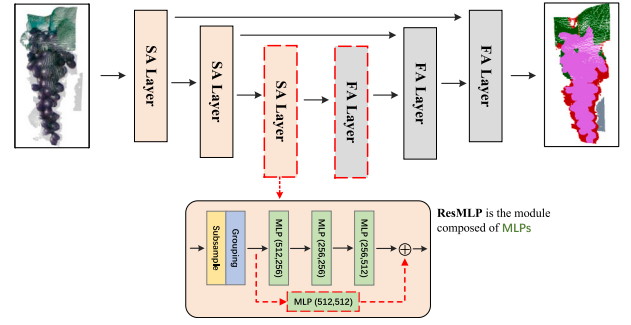 SA Layer
SA Layer
SA Layer
FA Layer
FA Layer
FA Layer
Subsample
Grouping
MLP (512,256)
MLP (256,256)
MLP (256,512)
MLP (512,512)
ResMLP is the module
composed of MLPs